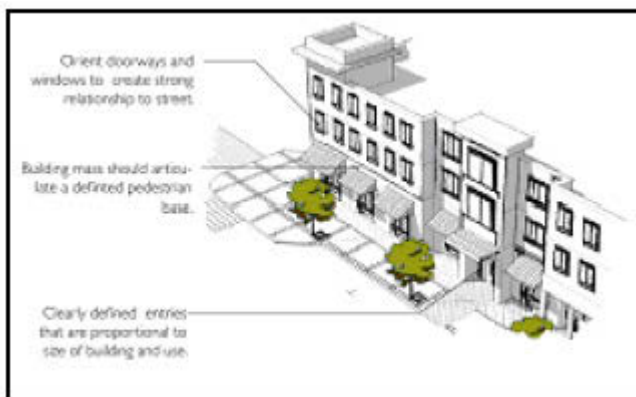 Orient doorways and
windows to create strong
relationship to street.
Building mass should articu-
late a definted pedestrian
base.
Clearly defined entries
that are proportional to
size of building and use.